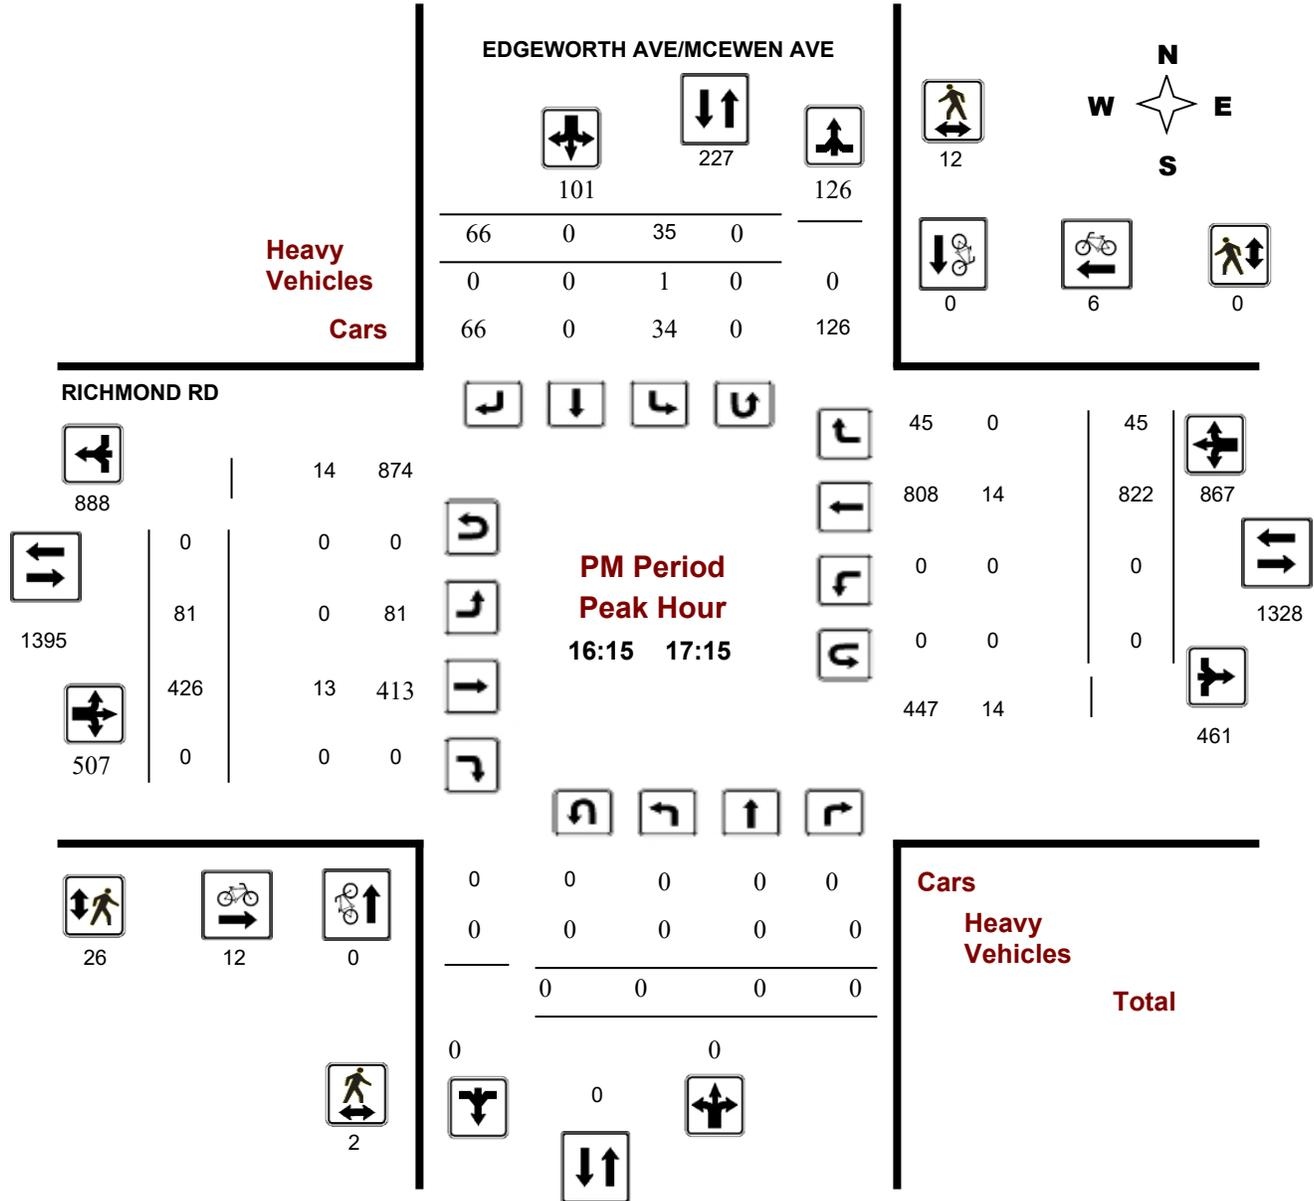 EDGEWORTH AVE/MCEWEN AVE
N
W E
S
227
12
101 126
66 0 35 0
Heavy
Vehicles
0 0 1 0 0
0 6 0
Cars
66 0 34 0 126
RICHMOND RD
45 0 45
14 874
888
808 14 822 867
0 0 0
PM Period
0 0 0
Peak Hour
81 0 81
1328
1395
16:15 17:15
0 0 0
426 13 413
447 14
461
507
0 0 0
0 0 0 0 0
Cars
0 0 0 0 0
Heavy
Vehicles
26 12 0
0 0 0 0
Total
0 0
0
2